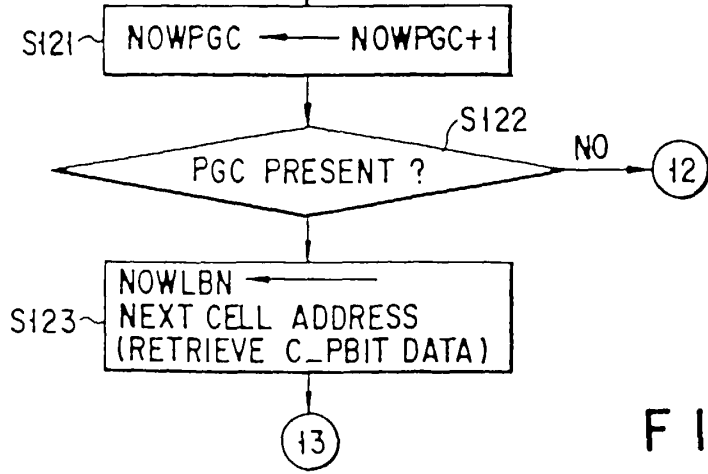 S121
NOWPGC ← NOWPGC+1
S122
PGC PRESENT ?
NO
12
S123
NOWLBN ←
NEXT CELL ADDRESS
(RETRIEVE C_PBIT DATA)
13
F I